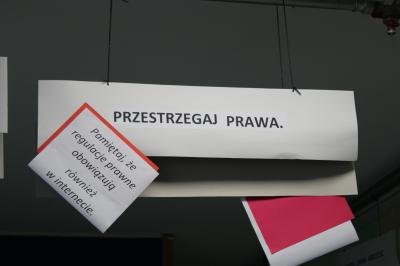 PRZESTRZEGAJ PRAWA.
Pamiętaj, że
regulacje prawne
obowiązują
również
w internecie.